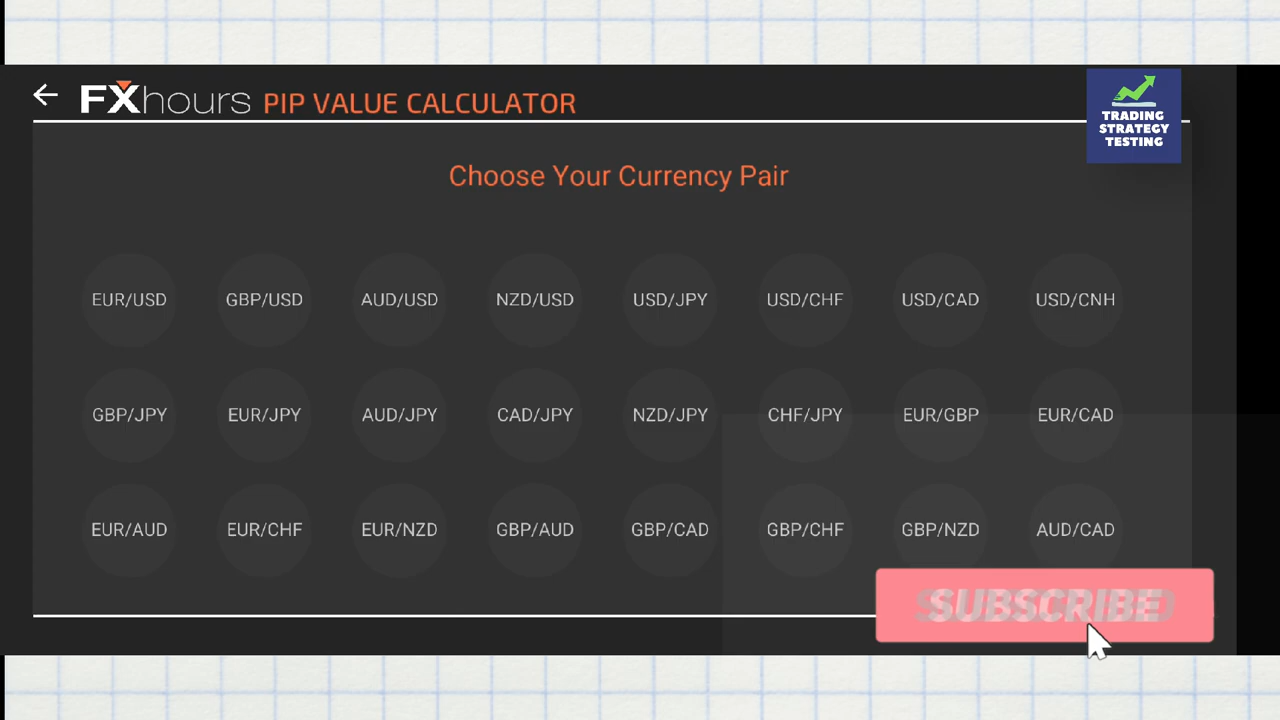 FXhours PIP VALUE CALCULATOR
TRADING
STRATEGY
TESTING
Choose Your Currency Pair
EUR/USD GBP/USD AUD/USD NZD/USD USD/JPY USD/CHF USD/CAD USD/CNH
GBP/JPY EUR/JPY AUD/JPY CAD/JPY NZD/JPY CHF/JPY EUR/GBP EUR/CAD
EUR/AUD EUR/CHF EUR/NZD GBP/AUD GBP/CAD GBP/CHF GBP/NZD AUD/CAD
SUBSCRIBE